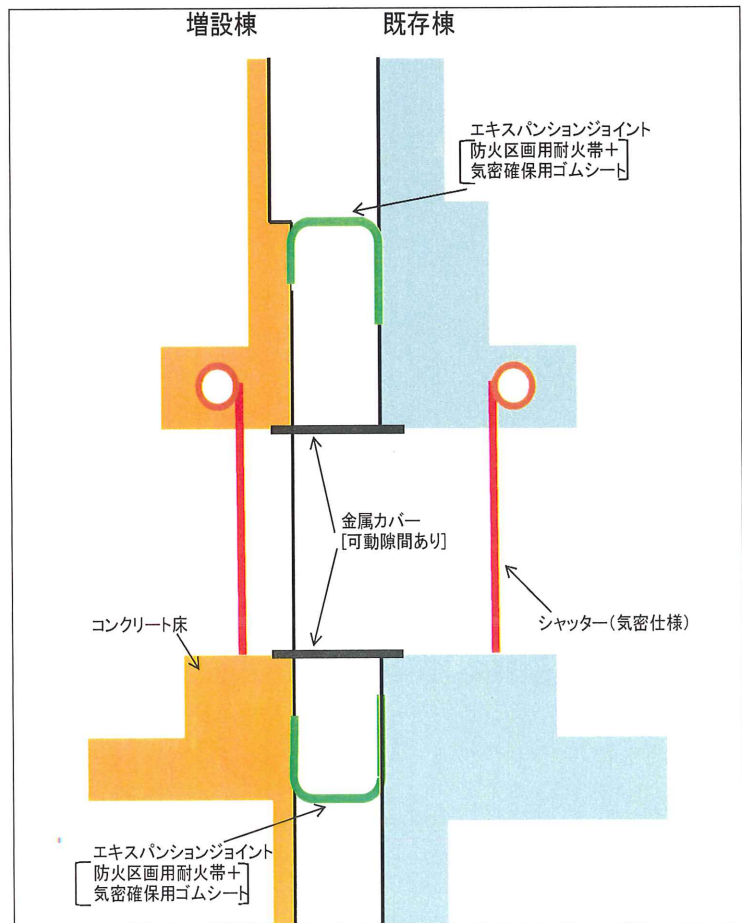 増設棟
既存棟
エキスパンションジョイント
防火区画用耐火帯+
気密確保用ゴムシート
金属カバー
[可動隙間あり]
シャッター(気密仕様)
コンクリート床
エキスパンションジョイント
防火区画用耐火帯+
気密確保用ゴムシート